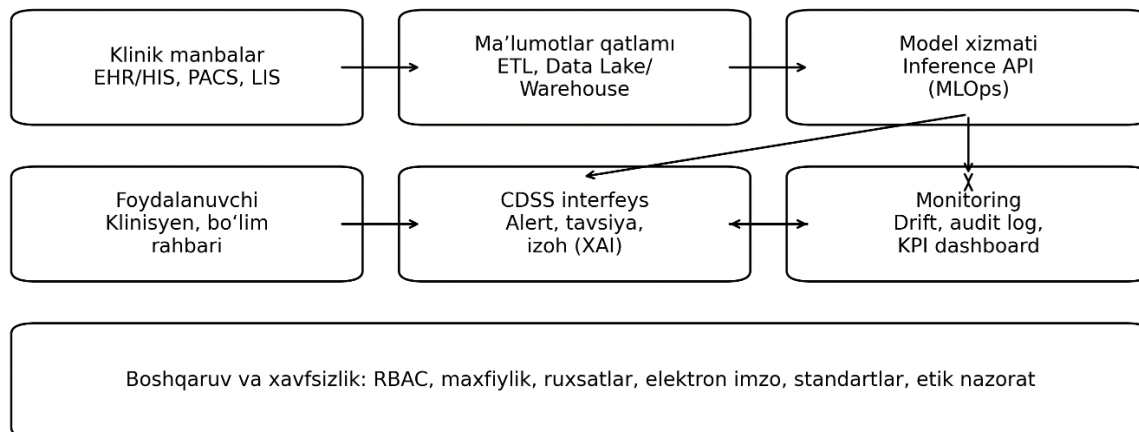 Klinik manbalar
EHR/HIS, PACS, LIS
Ma’lumotlar qatlamı
ETL, Data Lake/
Warehouse
Model xizmati
Inference API
(MLOps)
Foydalanuvchi
Klinisyen, bo‘lim
rahbari
CDSS interfeys
Alert, tavsiya,
izoh (XAI)
Monitoring
Drift, audit log,
KPI dashboard
Boshqaruv va xavfsizlik: RBAC, maxfiylik, ruxsatlar, elektron imzo, standartlar, etik nazorat